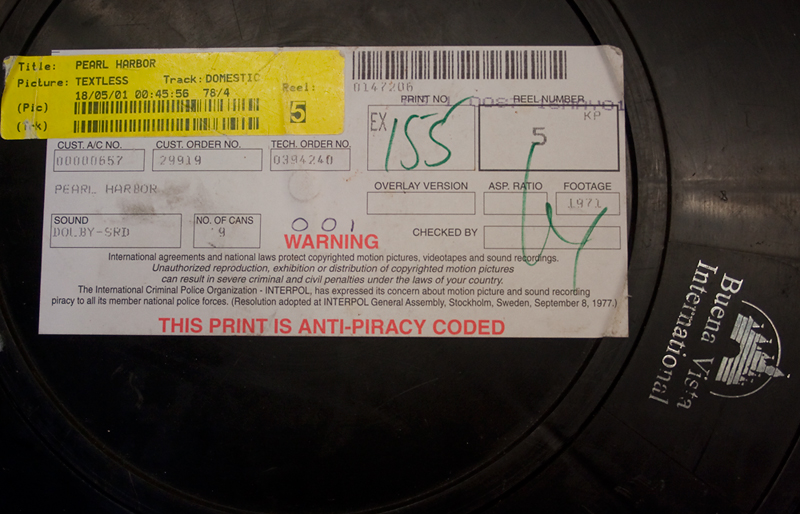 Title: PEARL HARBOR
Picture: TEXTLESS Track: DOMESTIC
18/05/01 00:45:56 78/4 Reel:
(Pic) 5
(Trk)
0147206
PRINT NO. REEL NUMBER
EX 155 5 KP
CUST. A/C NO. CUST. ORDER NO. TECH. ORDER NO.
00000657 29919 0394240
PEARL HARBOR
OVERLAY VERSION ASP. RATIO FOOTAGE
1971
SOUND NO. OF CANS
DOLBY-SRD 9
001
CHECKED BY
WARNING
International agreements and national laws protect copyrighted motion pictures, videotapes and sound recordings.
Unauthorized reproduction, exhibition or distribution of copyrighted motion pictures
can result in severe criminal and civil penalties under the laws of your country.
The International Criminal Police Organization - INTERPOL, has expressed its concern about motion picture and sound recording
piracy to all its member national police forces. (Resolution adopted at INTERPOL General Assembly, Stockholm, Sweden, September 8, 1977.)
THIS PRINT IS ANTI-PIRACY CODED
Buena Vista
International